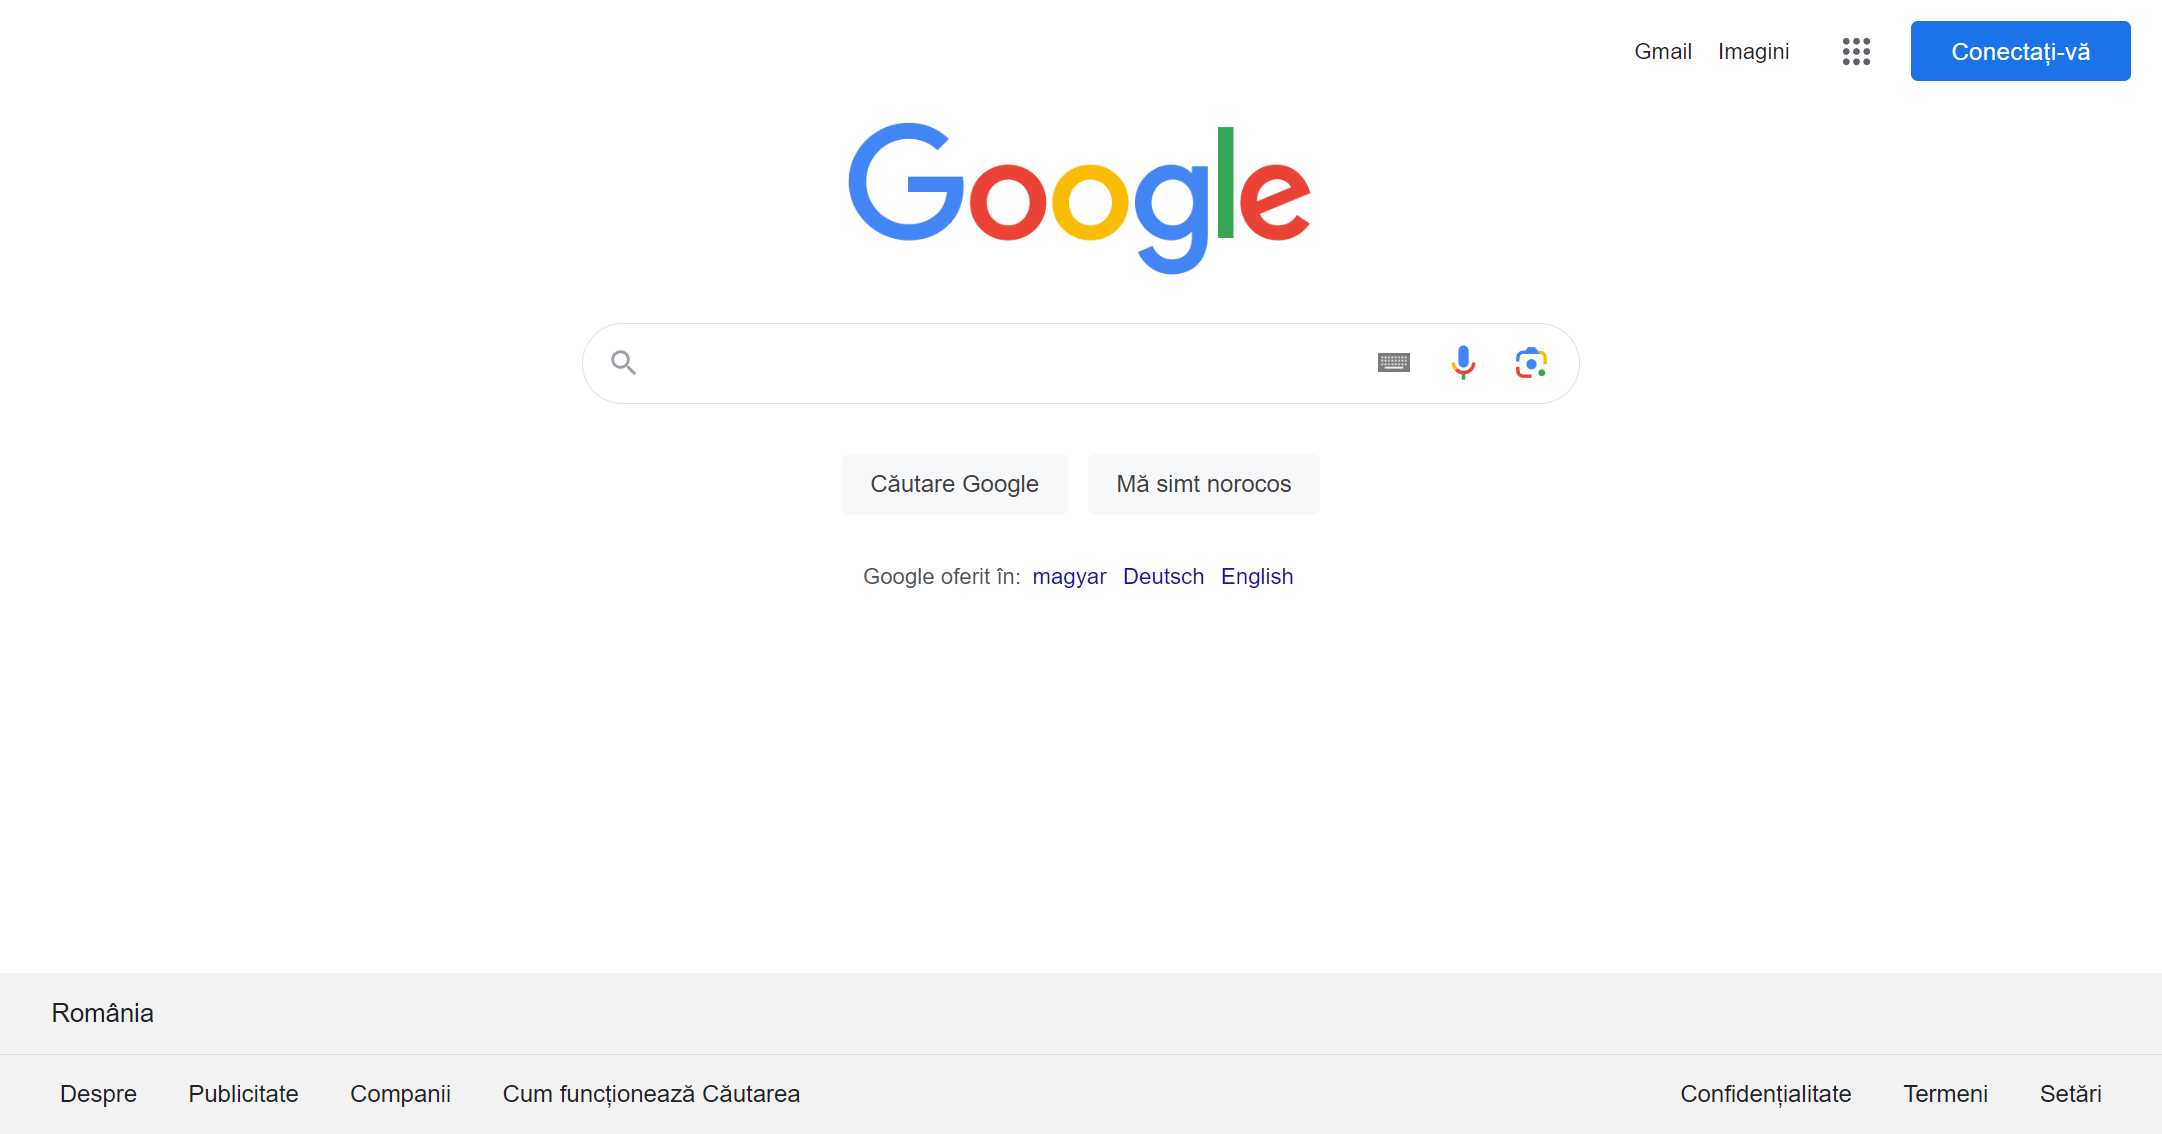 Gmail Imagini Conectați-vă
Google
Căutare Google Mă simt norocos
Google oferit în: magyar Deutsch English
România
Despre Publicitate Companii Cum funcționează Căutarea Confidențialitate Termeni Setări